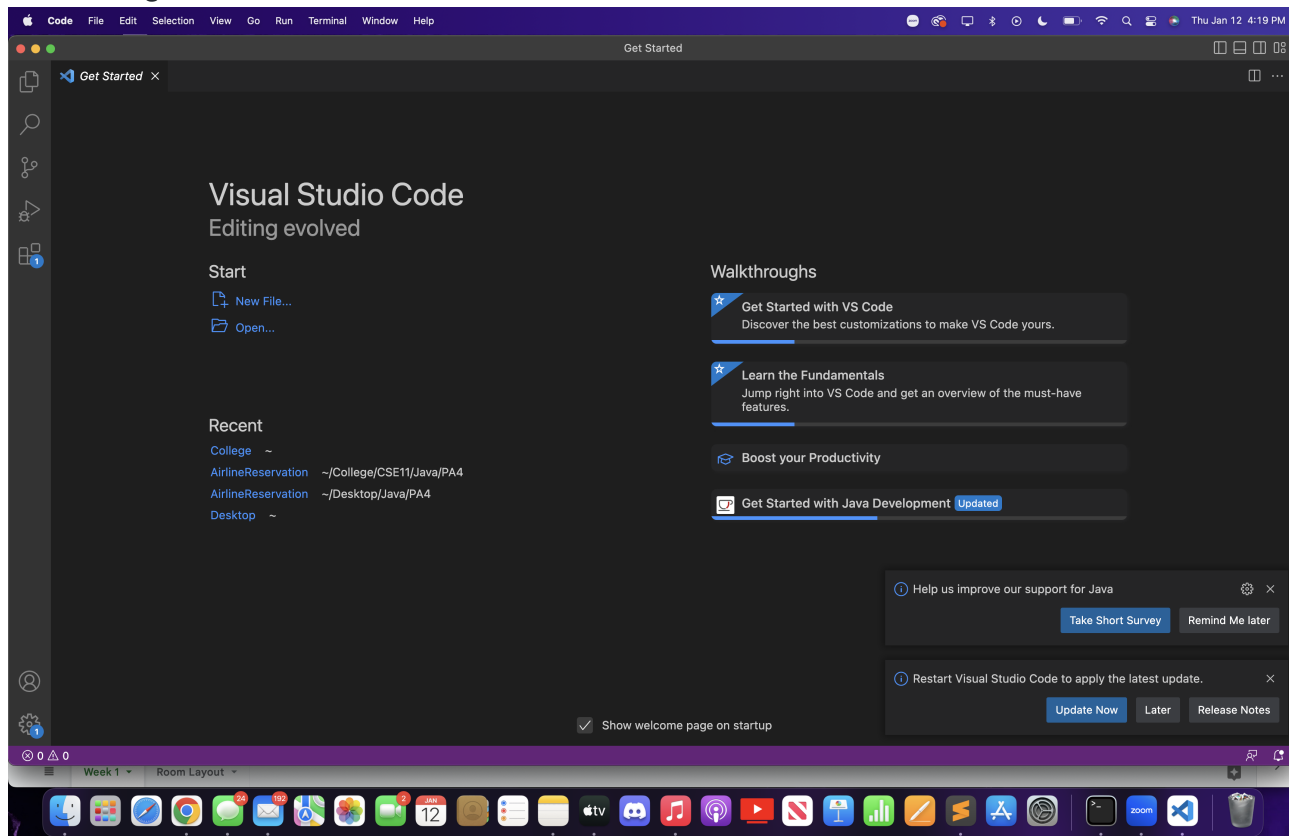 Code File Edit Selection View Go Run Terminal Window Help
Thu Jan 12 4:19 PM
Get Started
Get Started
Visual Studio Code
Editing evolved
Start
New File...
Open...
Recent
College ~
AirlineReservation ~/College/CSE11/Java/PA4
AirlineReservation ~/Desktop/Java/PA4
Desktop ~
Walkthroughs
Get Started with VS Code
Discover the best customizations to make VS Code yours.
Learn the Fundamentals
Jump right into VS Code and get an overview of the must-have
features.
Boost your Productivity
Get Started with Java Development Updated
Help us improve our support for Java
Take Short Survey Remind Me later
Restart Visual Studio Code to apply the latest update.
Update Now Later Release Notes
Show welcome page on startup
1
1
0 0
Week 1 Room Layout
24 192 2
JAN
12
tv
zoom